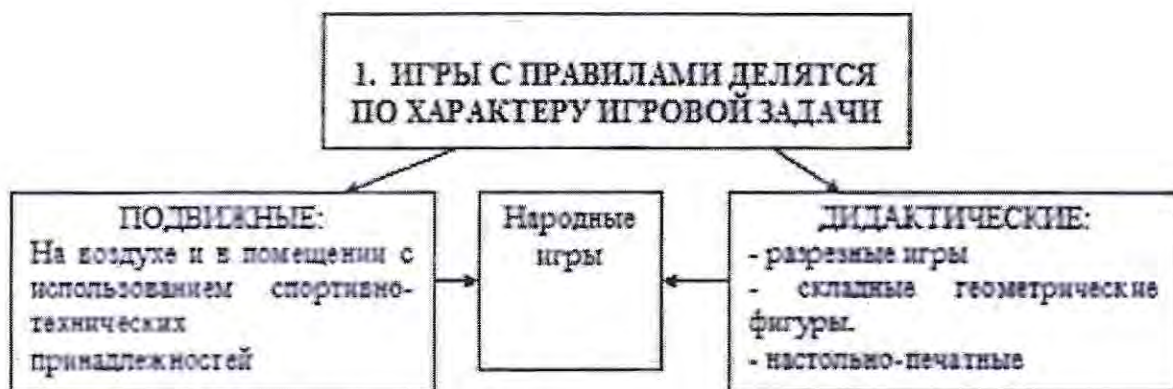 1. ИГРЫ С ПРАВИЛАМИ ДЕЛЯТСЯ
ПО ХАРАКТЕРУ ИГРОВОЙ ЗАДАЧИ
ПОДВИЖНЫЕ:
На воздухе и в помещении с
использованием спортивно-
технических
принадлежностей
Народные
игры
ДИДАКТИЧЕСКИЕ:
- разрезные игры
- складные геометрические
фигуры.
- настольно-печатные